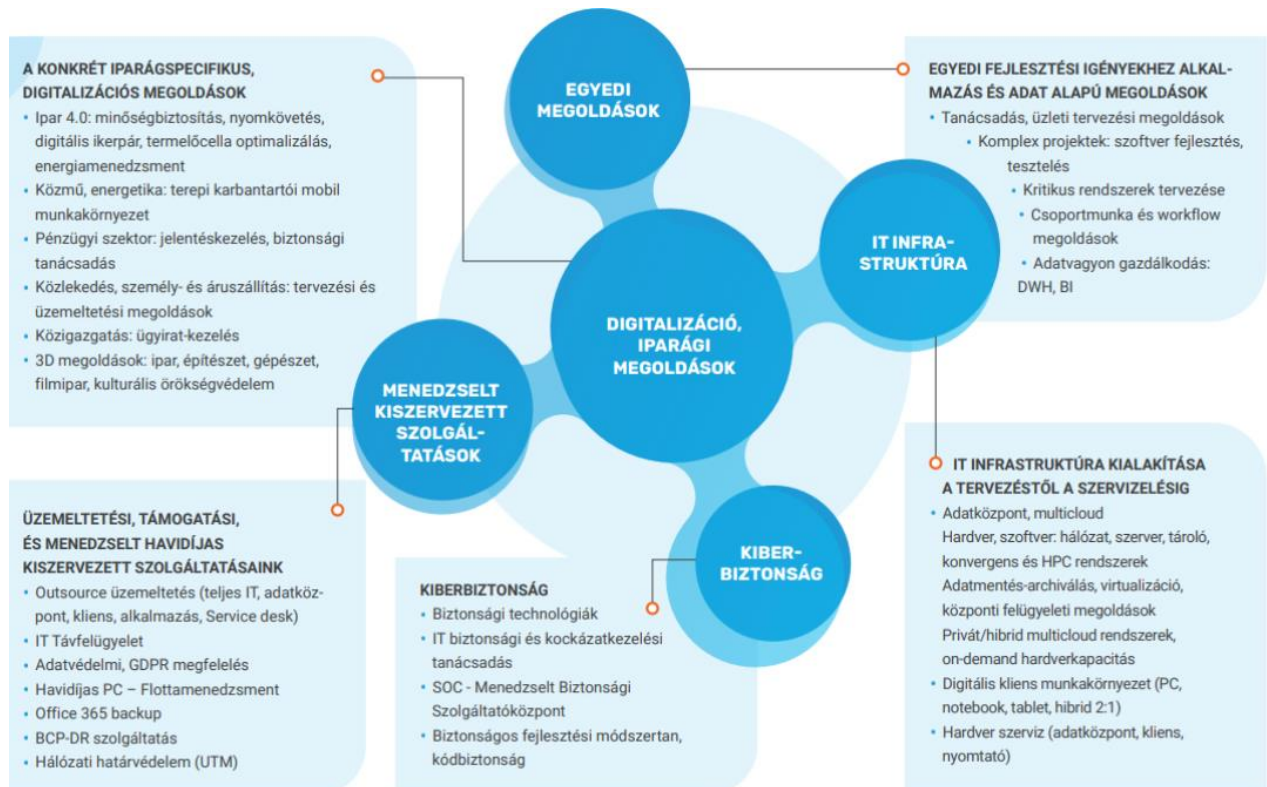 A KONKRÉT IPARÁGSPECIFIKUS,
DIGITALIZÁCIÓS MEGOLDÁSOK
• Ipar 4.0: minőségbiztosítás, nyomkövetés,
digitális ikerpár, termelőcella optimalizálás,
energiamenedzsment
• Közmű, energetika: terepi karbantartói mobil
munkakörnyezet
• Pénzügyi szektor: jelentéskezelés, biztonsági
tanácsadás
• Közlekedés, személy- és áruszállítás: tervezési és
üzemeltetési megoldások
• Közigazgatás: ügyirat-kezelés
• 3D megoldások: ipar, építészet, gépészet,
filmipar, kulturális örökségvédelem
EGYEDI
MEGOLDÁSOK
EGYEDI FEJLESZTÉSI IGÉNYEKHEZ ALKAL-
MAZÁS ÉS ADAT ALAPÚ MEGOLDÁSOK
• Tanácsadás, üzleti tervezési megoldások
• Komplex projektek: szoftver fejlesztés,
tesztelés
• Kritikus rendszerek tervezése
• Csoportmunka és workflow
megoldások
• Adatvagyon gazdálkodás:
DWH, BI
IT INFRA-
STRUKTÚRA
DIGITALIZÁCIÓ,
IPARÁGI
MEGOLDÁSOK
MENEDZSELT
KISZERVEZETT
SZOLGÁL-
TATÁSOK
KIBER-
BIZTONSÁG
ÜZEMELTETÉSI, TÁMOGATÁSI,
ÉS MENEDZSELT HAVIDÍJAS
KISZERVEZETT SZOLGÁLTATÁSAINK
• Outsource üzemeltetés (teljes IT, adatköz-
pont, kliens, alkalmazás, Service desk)
• IT Távfelügyelet
• Adatvédelmi, GDPR megfelelés
• Havidíjas PC – Flottamenedzsment
• Office 365 backup
• BCP-DR szolgáltatás
• Hálózati határvédelem (UTM)
KIBERBIZTONSÁG
• Biztonsági technológiák
• IT biztonsági és kockázatkezelési
tanácsadás
• SOC - Menedzselt Biztonsági
Szolgáltatóközpont
• Biztonságos fejlesztési módszertan,
kódbiztonság
IT INFRASTRUKTÚRA KIALAKÍTÁSA
A TERVEZÉSTŐL A SZERVIZELÉSIG
• Adatközpont, multicloud
Hardver, szoftver: hálózat, szerver, tároló,
konvergens és HPC rendszerek
Adatmentés-archiválás, virtualizáció,
központi felügyeleti megoldások
Privát/hibrid multicloud rendszerek,
on-demand hardverkapacitás
• Digitális kliens munkakörnyezet (PC,
notebook, tablet, hibrid 2:1)
• Hardver szerviz (adatközpont, kliens,
nyomtató)